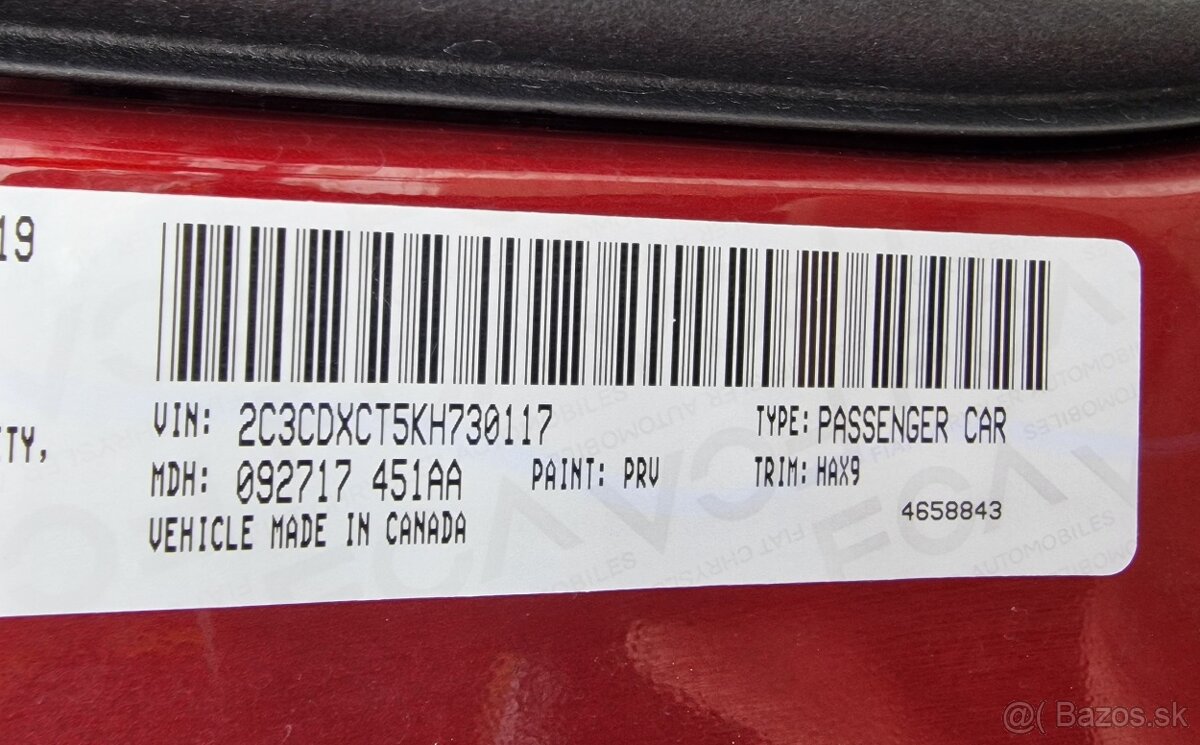 19
ITY,
VIN: 2C3CDXCT5KH730117 TYPE: PASSENGER CAR
MDH: 092717 451AA PAINT: PRV TRIM: HAX9
4658843
VEHICLE MADE IN CANADA
@( Bazos.sk